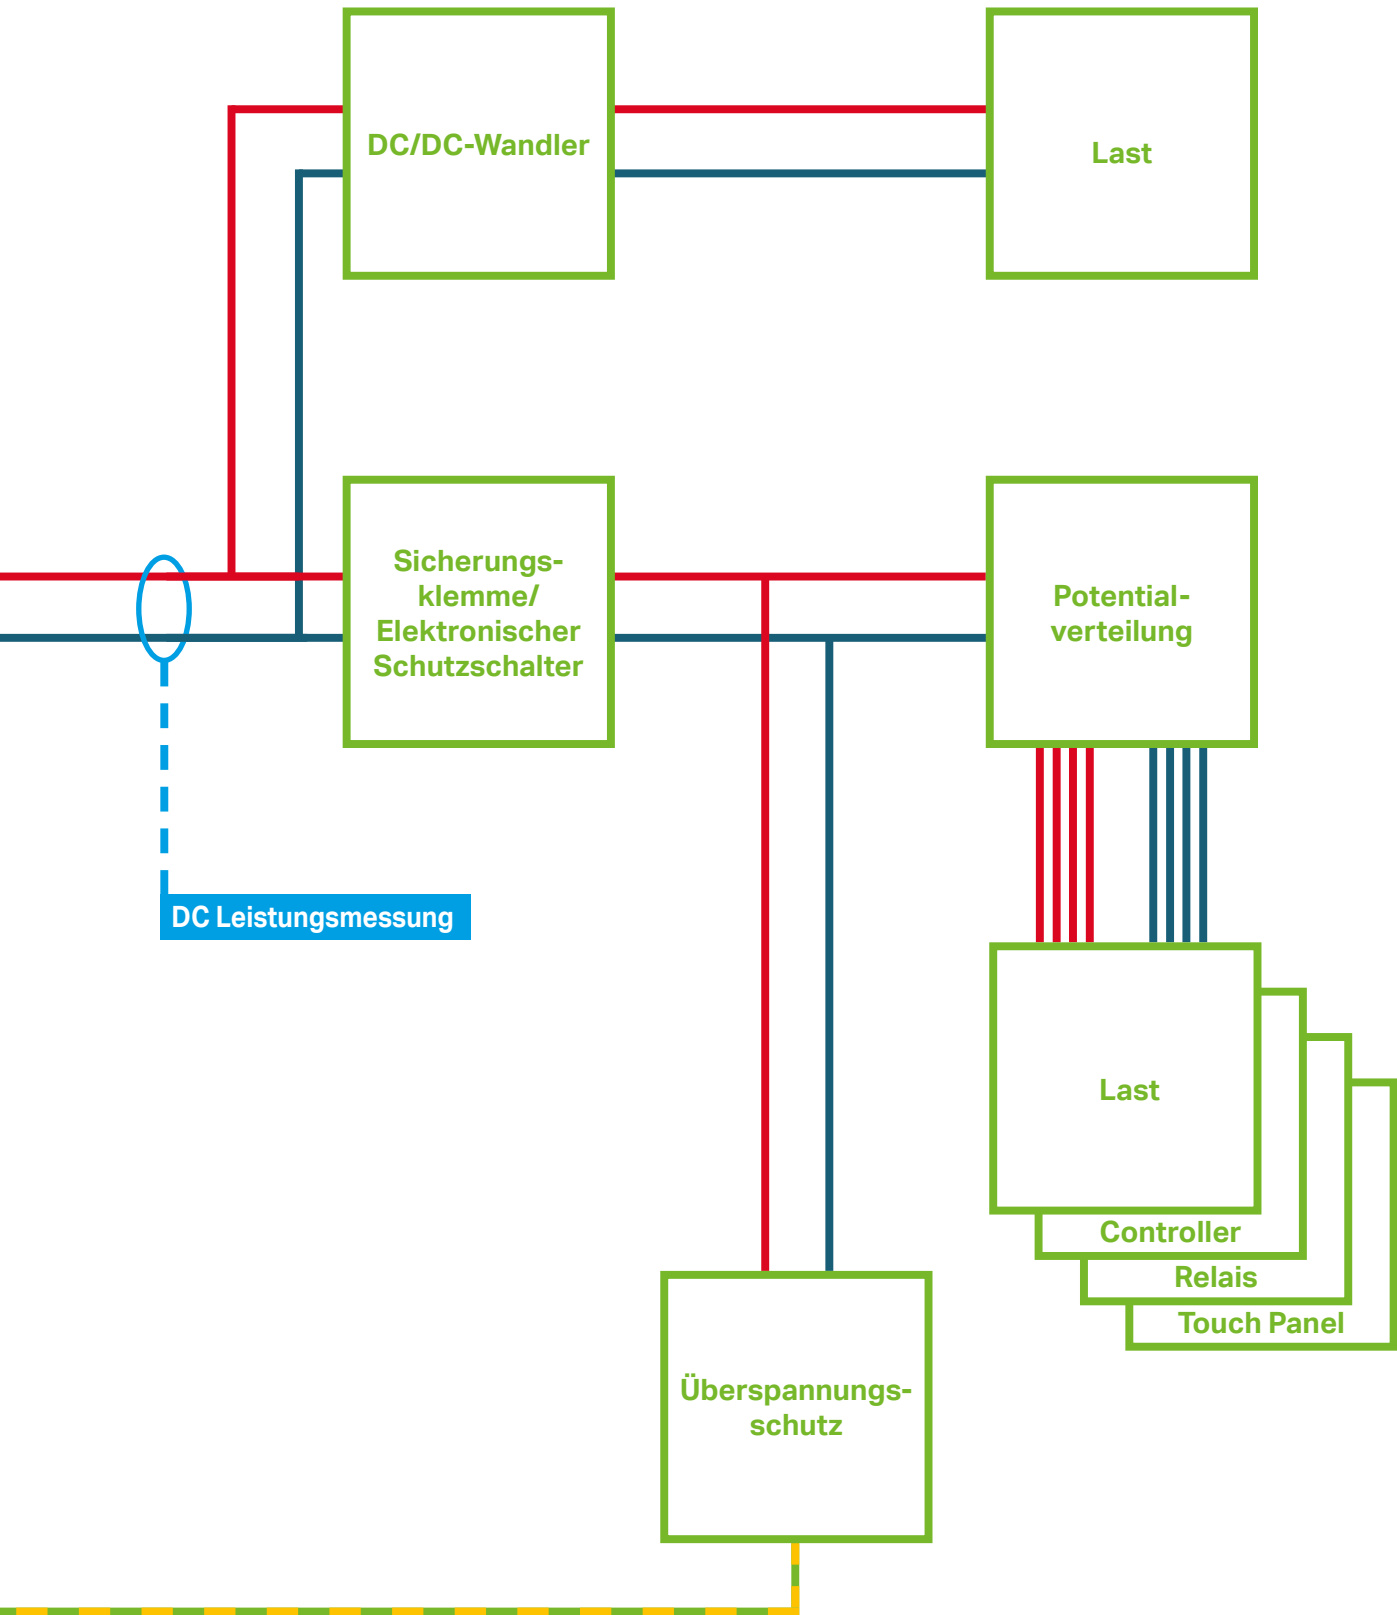 DC/DC-Wandler
Last
Sicherungs-
klemme/
Elektronischer
Schutzschalter
Potential-
verteilung
DC Leistungsmessung
Last
Controller
Relais
Touch Panel
Überspannungs-
schutz